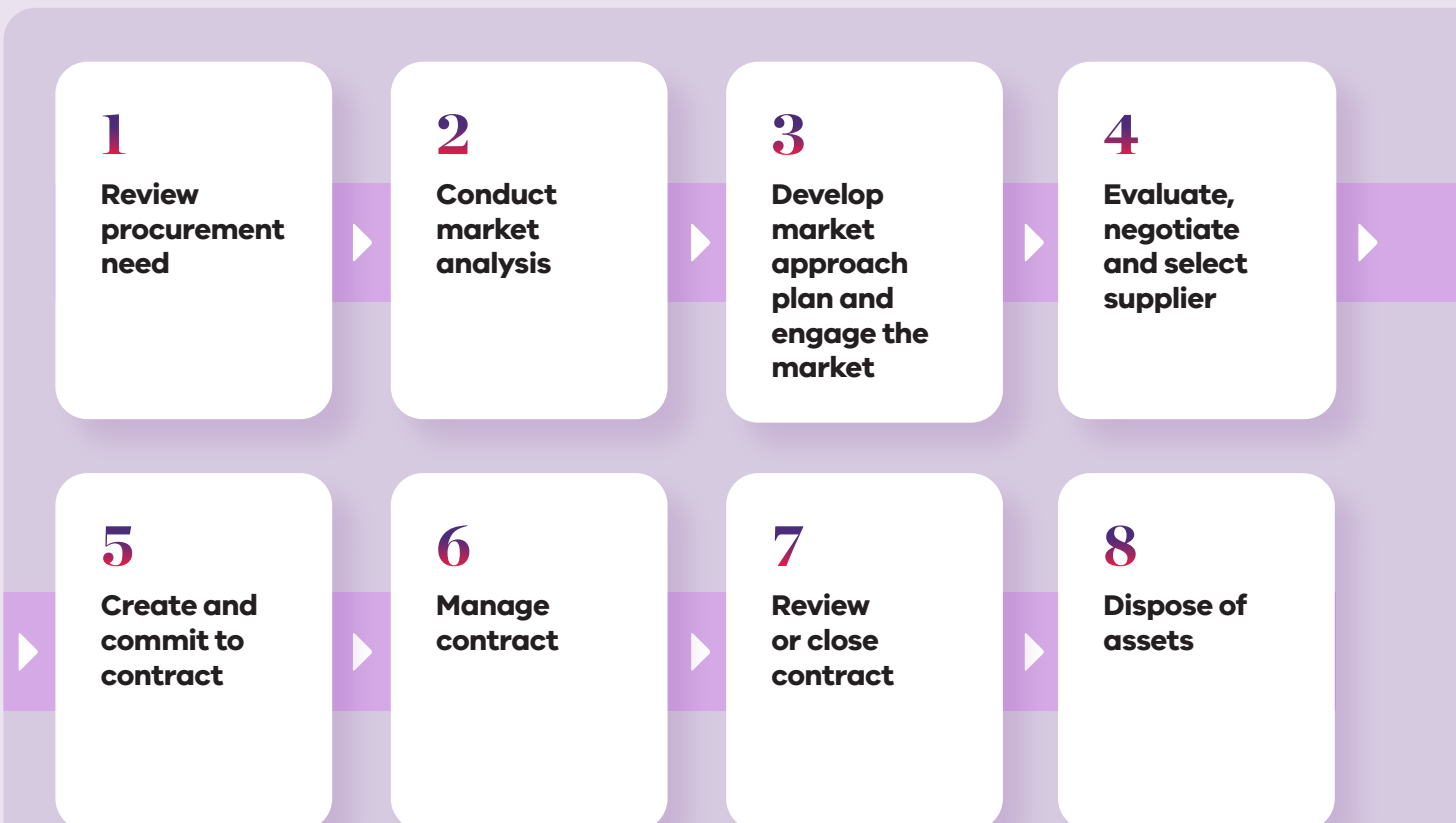 1
Review
procurement
need
2
Conduct
market
analysis
3
Develop
market
approach
plan and
engage the
market
4
Evaluate,
negotiate
and select
supplier
5
Create and
commit to
contract
6
Manage
contract
7
Review
or close
contract
8
Dispose of
assets